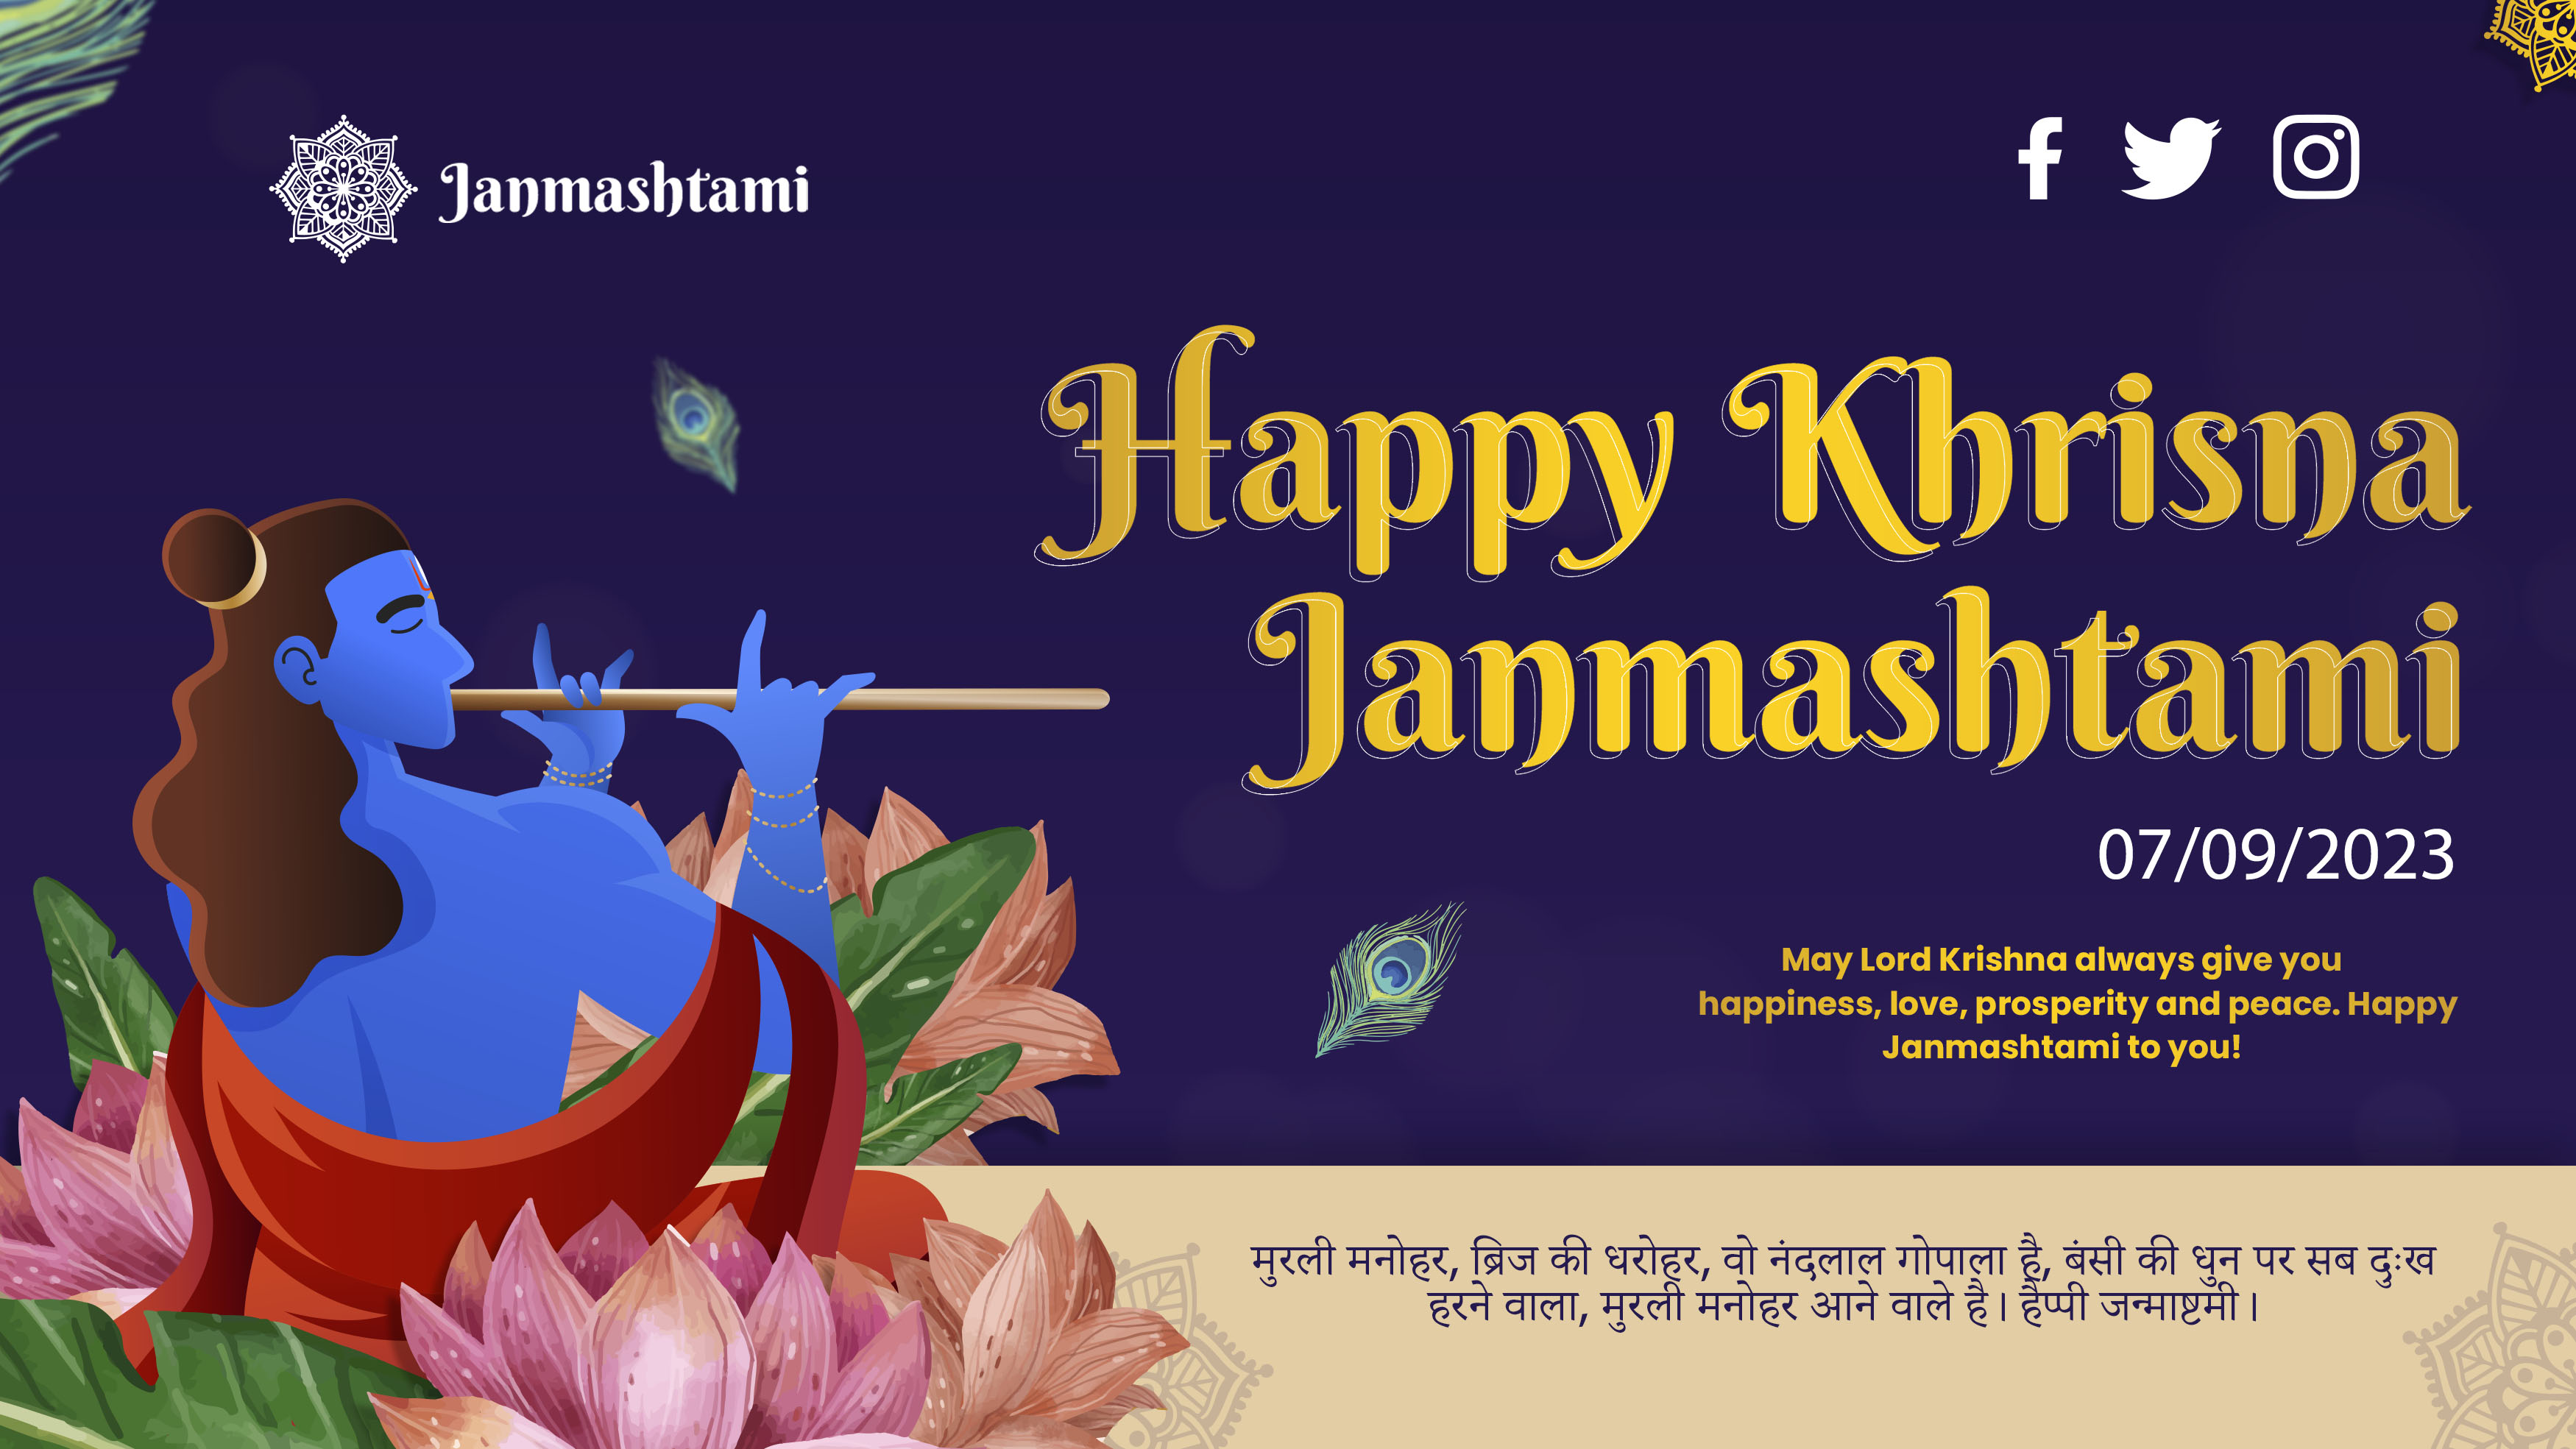 Janmashtami
Happy Khrisna
Janmashtami
07/09/2023
May Lord Krishna always give you
happiness, love, prosperity and peace. Happy
Janmashtami to you!
मुरली मनोहर, ब्रिज की धरोहर, वो नंदलाल गोपाला है, बंसी की धुन पर सब दुःख
हरने वाला, मुरली मनोहर आने वाले है। हैप्पी जन्माष्टमी।